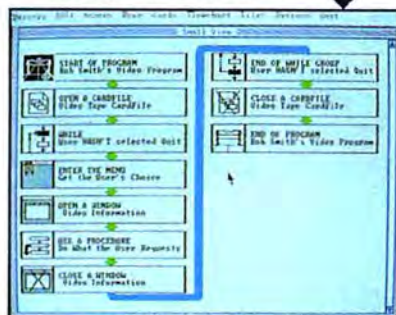 Small View
START OF PROGRAM
Bob Smith's Video Program
OPEN A CARDFILE
Video Tape CardFile
WHILE
User HASN'T selected Quit
ENTER THE MENU
Get the User's Choice
OPEN A WINDOW
Video Information
USE A PROCEDURE
Do What the User Requests
CLOSE A WINDOW
Video Information
END OF WHILE GROUP
User HASN'T selected Quit
CLOSE A CARDFILE
Video Tape CardFile
END OF PROGRAM
Bob Smith's Video Program